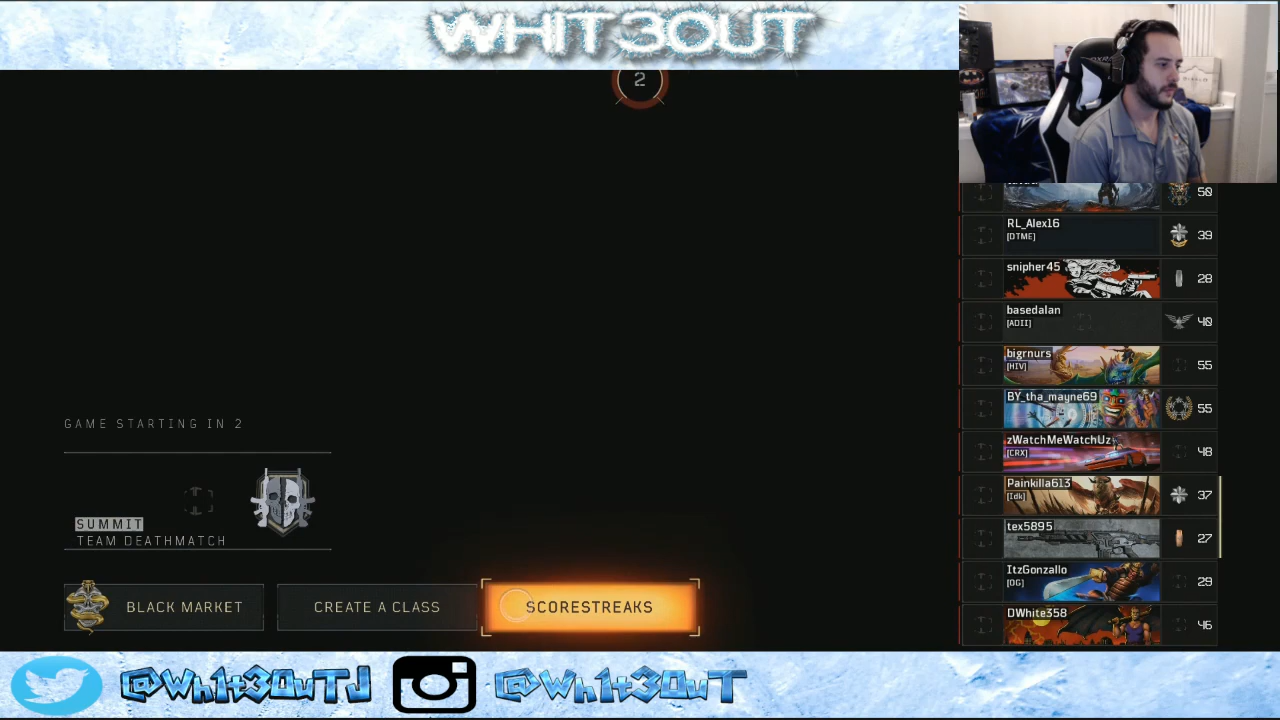 WHIT3OUT
2
50
RL_Alex16
[DTME]
39
snipher45
28
basedalan
[ADII]
40
bigrnurs
[HIV]
55
BY_tha_mayne69
55
zWatchMeWatchUz
[CRX]
48
Painkilla613
[Idk]
37
tex5895
27
ItzGonzallo
[OG]
29
DWhite358
46
GAME STARTING IN 2
SUMMIT
TEAM DEATHMATCH
BLACK MARKET
CREATE A CLASS
SCORESTREAKS
@Wh1t3OuTJ
@Wh1t3OuT